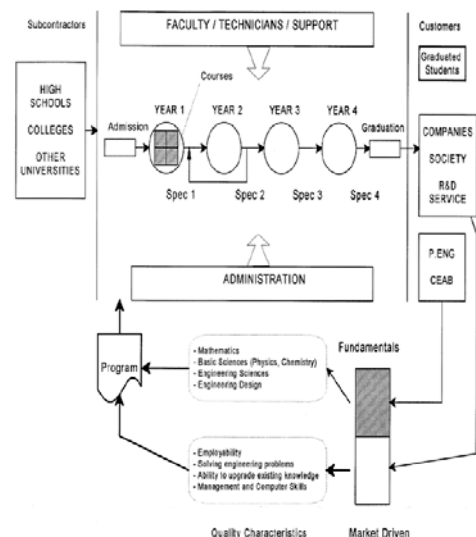 Subcontractors
FACULTY / TECHNICIANS / SUPPORT
Customers
Graduated
Students
Courses
HIGH
SCHOOLS
COLLEGES
OTHER
UNIVERSITIES
Admission
YEAR 1
YEAR 2
YEAR 3
YEAR 4
Graduation
COMPANIES
SOCIETY
R&D
SERVICE
Spec 1
Spec 2
Spec 3
Spec 4
P.ENG
CEAB
ADMINISTRATION
Program
- Mathematics
- Basic Sciences (Physics, Chemistry)
- Engineering Sciences
- Engineering Design
Fundamentals
- Employability
- Solving engineering problems
- Ability to upgrade existing knowledge
- Management and Computer Skills
Quality Characteristics
Market Driven